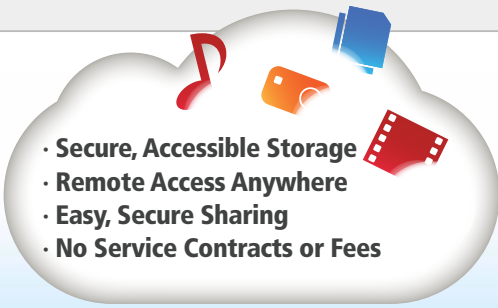 · Secure, Accessible Storage
· Remote Access Anywhere
· Easy, Secure Sharing
· No Service Contracts or Fees